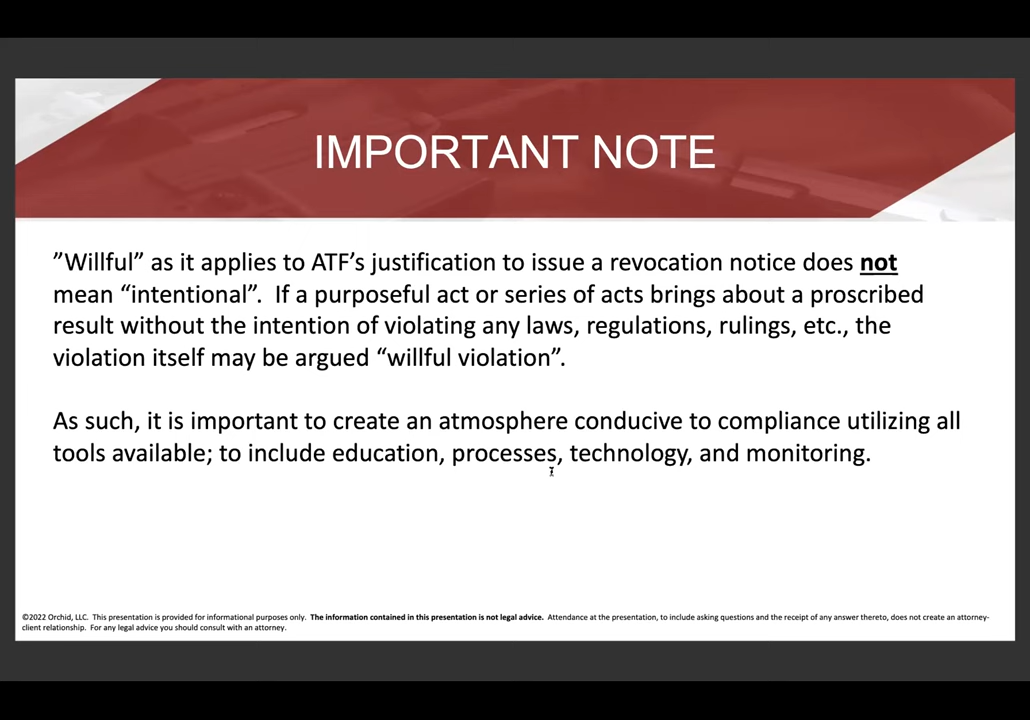 IMPORTANT NOTE
”Willful” as it applies to ATF’s justification to issue a revocation notice does not
mean “intentional”.  If a purposeful act or series of acts brings about a proscribed
result without the intention of violating any laws, regulations, rulings, etc., the
violation itself may be argued “willful violation”.
As such, it is important to create an atmosphere conducive to compliance utilizing all
tools available; to include education, processes, technology, and monitoring.
©2022 Orchid, LLC.  This presentation is provided for informational purposes only.  The information contained in this presentation is not legal advice.  Attendance at the presentation, to include asking questions and the receipt of any answer thereto, does not create an attorney-
client relationship.  For any legal advice you should consult with an attorney.